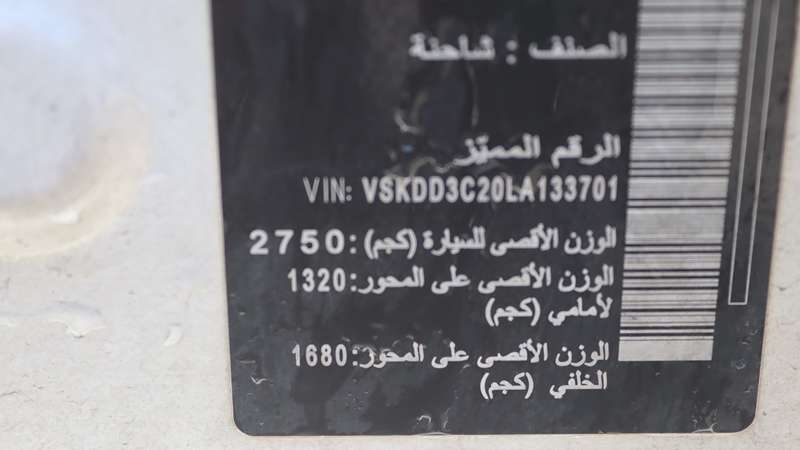 الصنف : شاحنة
الرقم المميّز
VIN: VSKDD3C20LA133701
الوزن الأقصى للسيارة (كجم): 2750
الوزن الأقصى على المحور: 1320
لأمامي (كجم)
الوزن الأقصى على المحور: 1680
الخلفي (كجم)